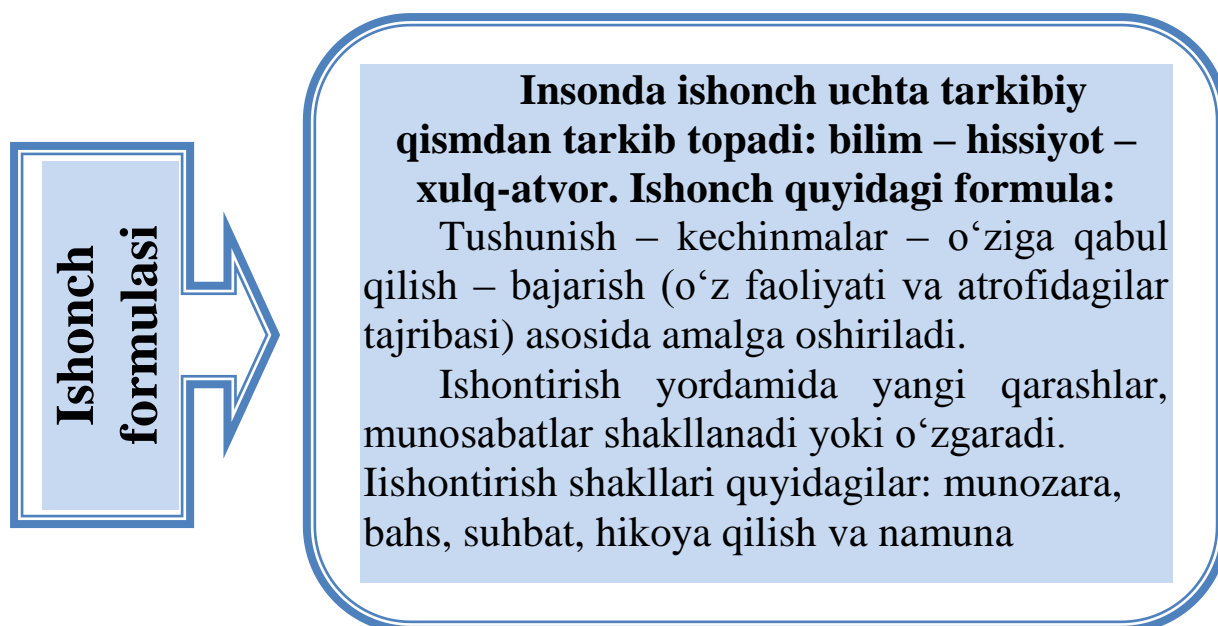 Ishonch
formulasi
Insonda ishonch uchta tarkibiy
qismdan tarkib topadi: bilim – hissiyot –
xulq-atvor. Ishonch quyidagi formula:
Tushunish – kechinmalar – o‘ziga qabul
qilish – bajarish (o‘z faoliyati va atrofidagilar
tajribasi) asosida amalga oshiriladi.
Ishontirish yordamida yangi qarashlar,
munosabatlar shakllanadi yoki o‘zgaradi.
Iishontirish shakllari quyidagilar: munozara,
bahs, suhbat, hikoya qilish va namuna